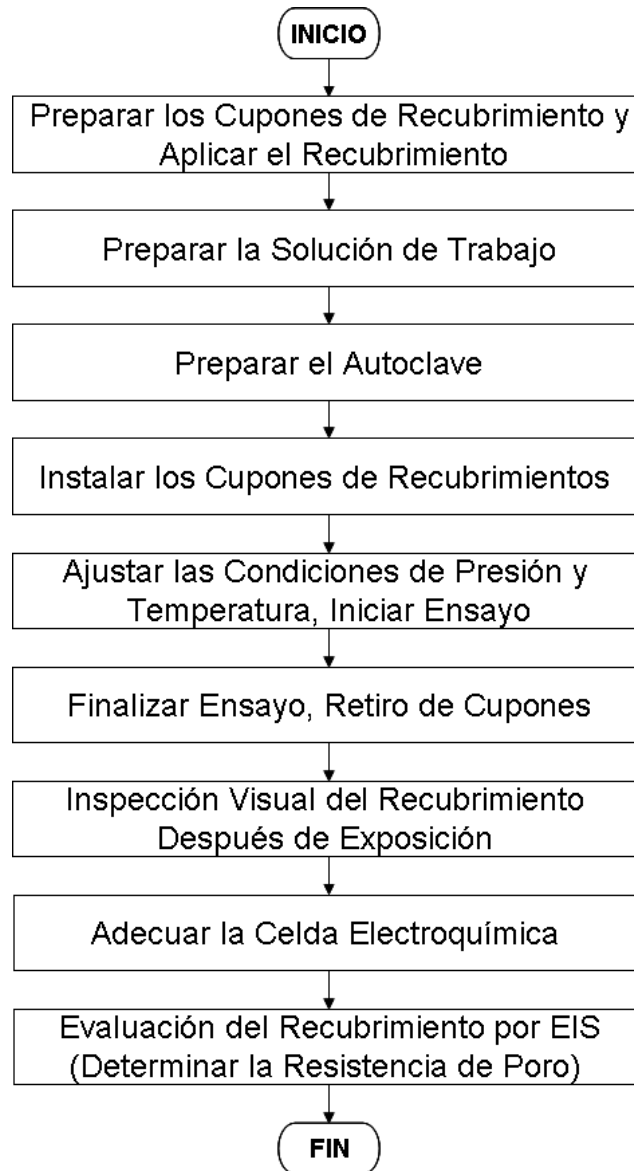 INICIO
Preparar los Cupones de Recubrimiento y
Aplicar el Recubrimiento
Preparar la Solución de Trabajo
Preparar el Autoclave
Instalar los Cupones de Recubrimientos
Ajustar las Condiciones de Presión y
Temperatura, Iniciar Ensayo
Finalizar Ensayo, Retiro de Cupones
Inspección Visual del Recubrimiento
Después de Exposición
Adecuar la Celda Electroquímica
Evaluación del Recubrimiento por EIS
(Determinar la Resistencia de Poro)
FIN